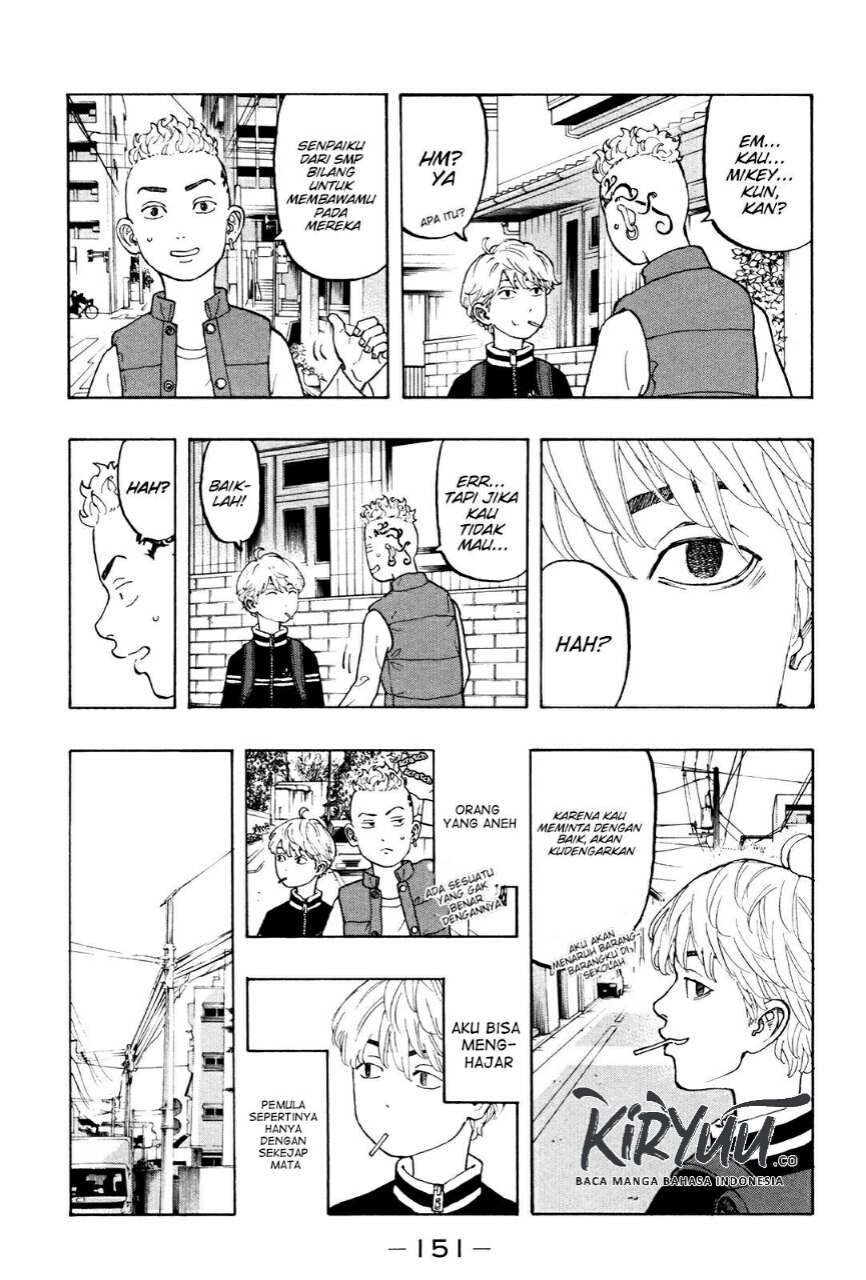 EM...
KAU...
MIKEY...
KUN,
KAN?
HM?
YA
APA ITU?
SENPAIKU
DARI SMP
BILANG
UNTUK
MEMBAWAMU
PADA
MEREKA
HAH?
ERR...
TAPI JIKA
KAU
TIDAK
MAU...
BAIK-
LAH!
HAH?
KARENA KAU
MEMINTA DENGAN
BAIK, AKAN
KUDENGARKAN
AKU AKAN
MENARUH BARANG-
BARANGKU DI
SEKOLAH
SCRATCH
SCRATCH
ORANG
YANG ANEH
ADA SESUATU
YANG GAK
BENAR
DENGANNYA
AKU BISA
MENG-
HAJAR
PEMULA
SEPERTINYA
HANYA
DENGAN
SEKEJAP
MATA
KIRYUU.CO
BACA MANGA BAHASA INDONESIA
—151—